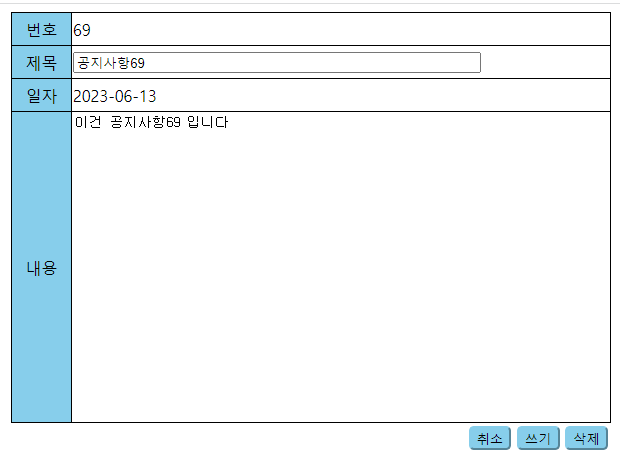 번호 69
제목 공지사항69
일자 2023-06-13
이건 공지사항69 입니다
내용
취소 쓰기 삭제